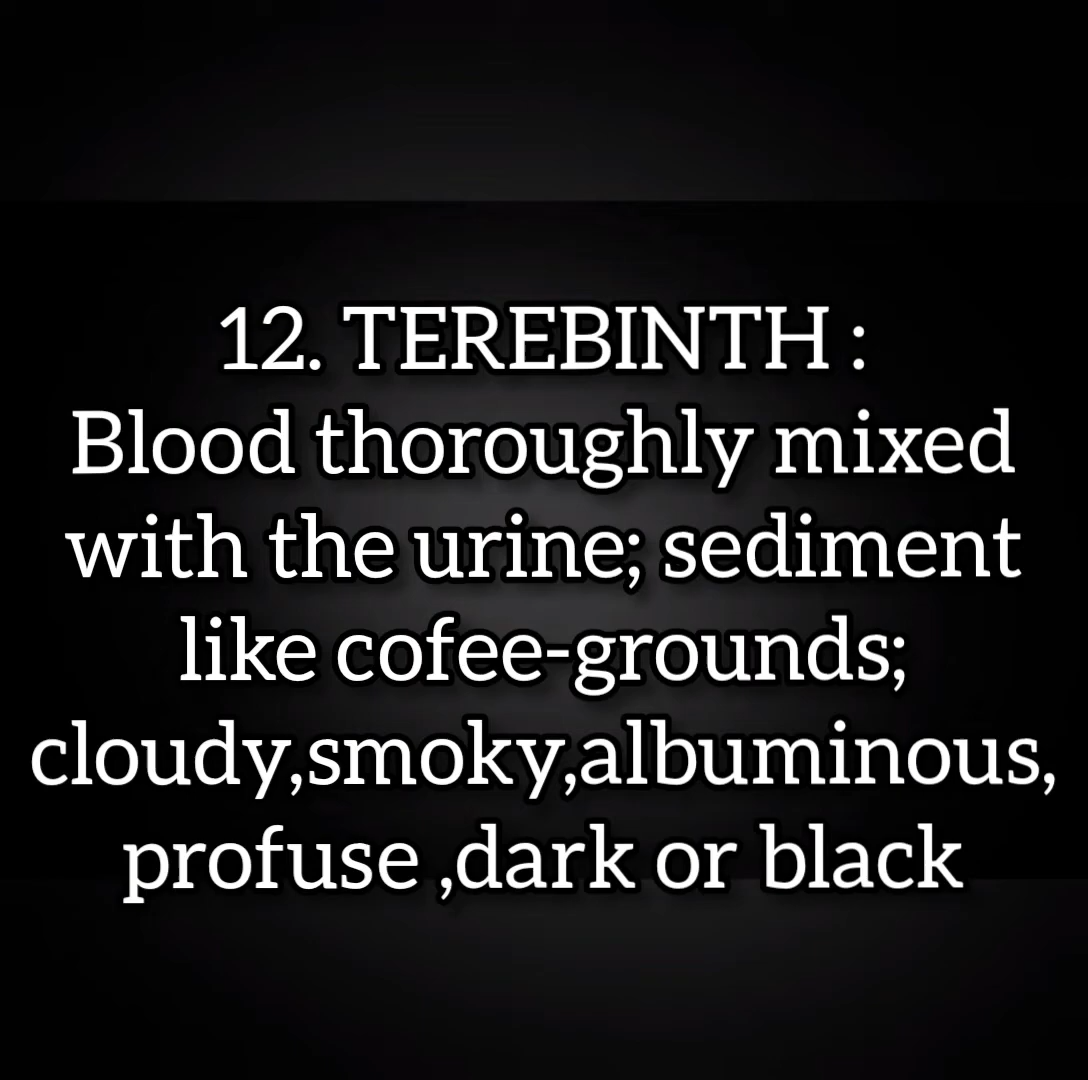 12. TEREBINTH :
Blood thoroughly mixed
with the urine; sediment
like cofee-grounds;
cloudy,smoky,albuminous,
profuse ,dark or black